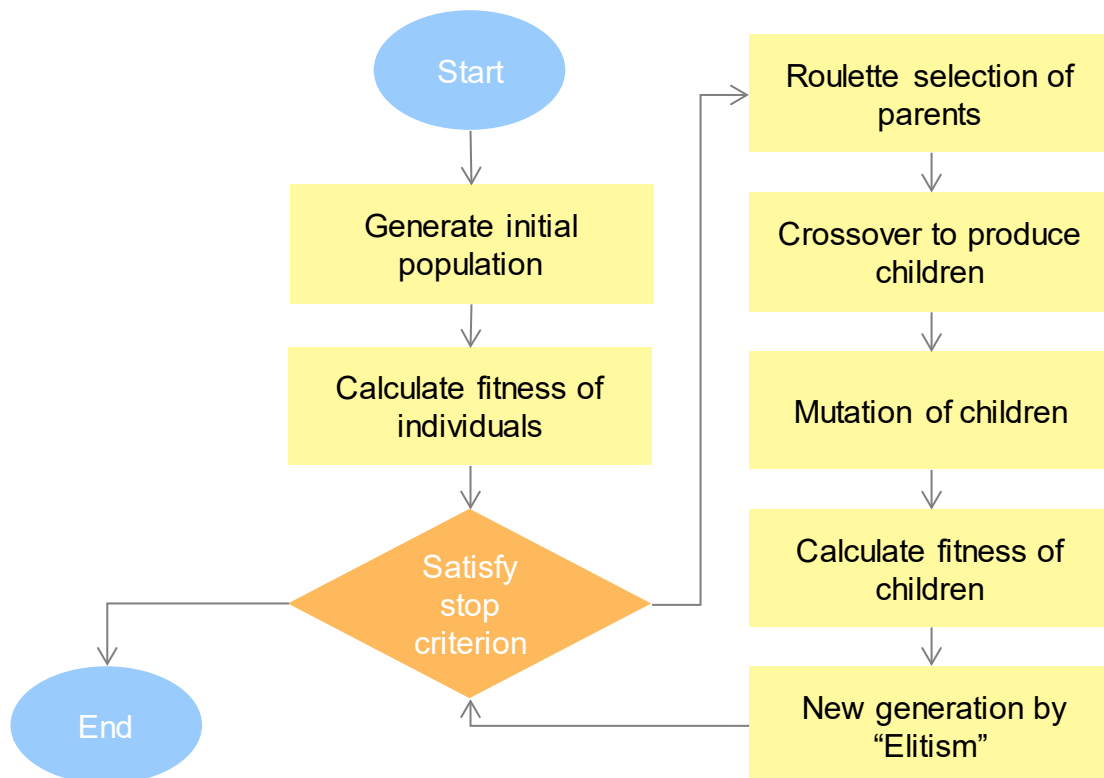 Start
Generate initial
population
Calculate fitness of
individuals
Satisfy
stop
criterion
End
Roulette selection of
parents
Crossover to produce
children
Mutation of children
Calculate fitness of
children
New generation by
“Elitism”